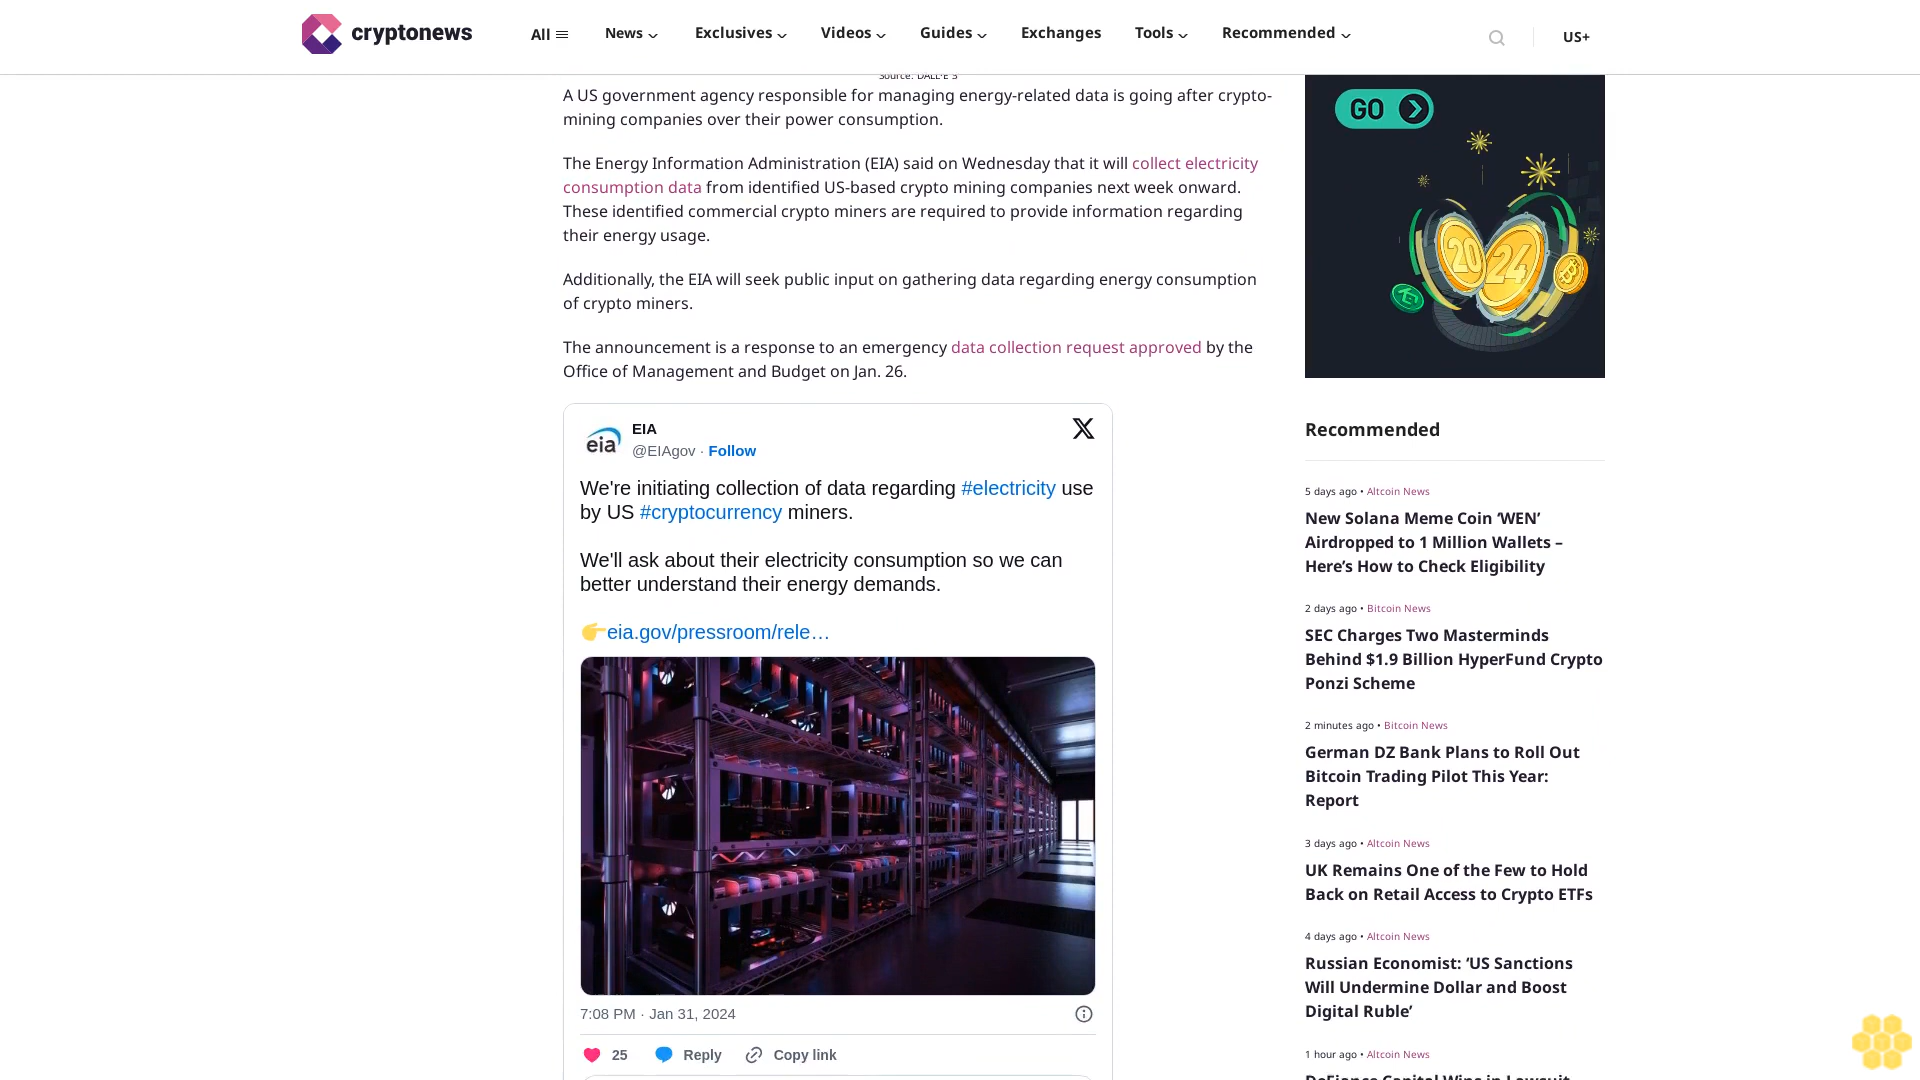 cryptonews
All
News
Exclusives
Videos
Guides
Exchanges
Tools
Recommended
US+
Source: DALL·E 3
A US government agency responsible for managing energy-related data is going after crypto-
mining companies over their power consumption.
The Energy Information Administration (EIA) said on Wednesday that it will collect electricity
consumption data from identified US-based crypto mining companies next week onward.
These identified commercial crypto miners are required to provide information regarding
their energy usage.
Additionally, the EIA will seek public input on gathering data regarding energy consumption
of crypto miners.
The announcement is a response to an emergency data collection request approved by the
Office of Management and Budget on Jan. 26.
eia
EIA
@EIAgov · Follow
We're initiating collection of data regarding #electricity use
by US #cryptocurrency miners.
We'll ask about their electricity consumption so we can
better understand their energy demands.
👉eia.gov/pressroom/rele…
7:08 PM · Jan 31, 2024
25
Reply
Copy link
GO
20
24
Recommended
5 days ago • Altcoin News
New Solana Meme Coin ‘WEN’
Airdropped to 1 Million Wallets –
Here’s How to Check Eligibility
2 days ago • Bitcoin News
SEC Charges Two Masterminds
Behind $1.9 Billion HyperFund Crypto
Ponzi Scheme
2 minutes ago • Bitcoin News
German DZ Bank Plans to Roll Out
Bitcoin Trading Pilot This Year:
Report
3 days ago • Altcoin News
UK Remains One of the Few to Hold
Back on Retail Access to Crypto ETFs
4 days ago • Altcoin News
Russian Economist: ‘US Sanctions
Will Undermine Dollar and Boost
Digital Ruble’
1 hour ago • Altcoin News
DeFiance Capital Wins in Lawsuit